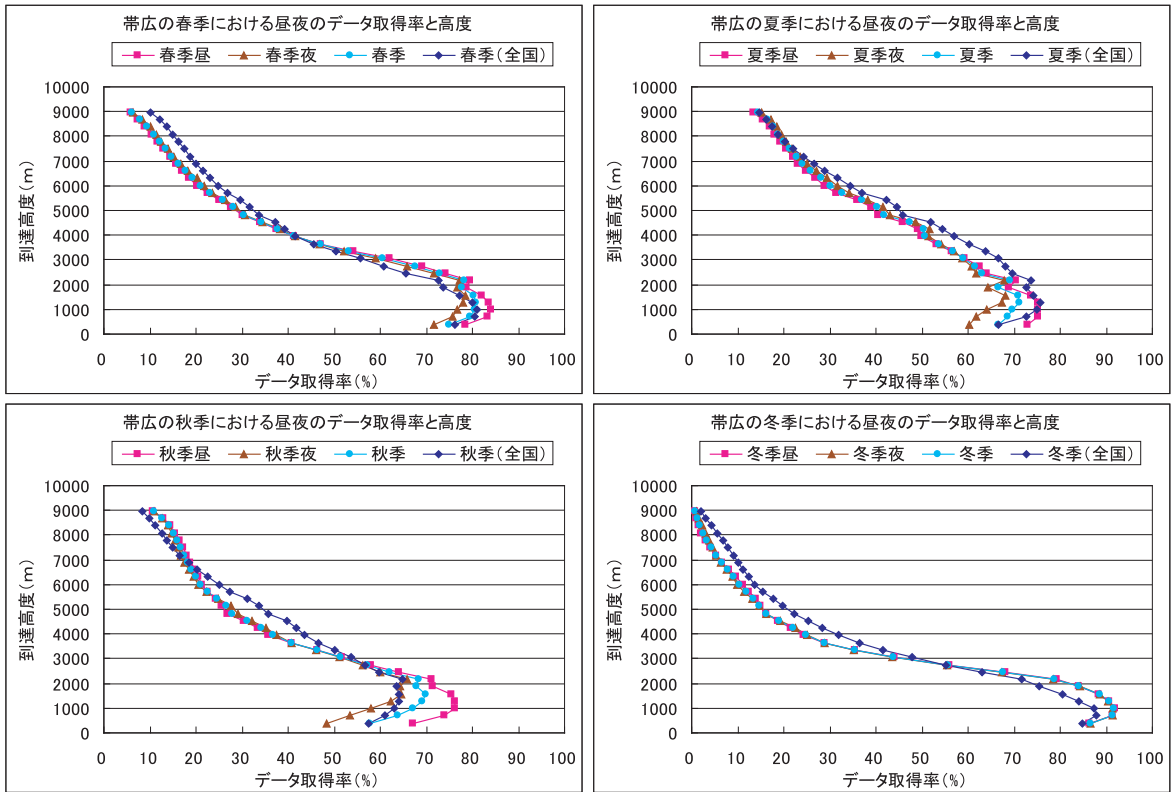 帯広の春季における昼夜のデータ取得率と高度
春季昼 春季夜 春季 春季(全国)
到達高度(m)
10000
9000
8000
7000
6000
5000
4000
3000
2000
1000
0
0 10 20 30 40 50 60 70 80 90 100
データ取得率(%)
帯広の夏季における昼夜のデータ取得率と高度
夏季昼 夏季夜 夏季 夏季(全国)
到達高度(m)
10000
9000
8000
7000
6000
5000
4000
3000
2000
1000
0
0 10 20 30 40 50 60 70 80 90 100
データ取得率(%)
帯広の秋季における昼夜のデータ取得率と高度
秋季昼 秋季夜 秋季 秋季(全国)
到達高度(m)
10000
9000
8000
7000
6000
5000
4000
3000
2000
1000
0
0 10 20 30 40 50 60 70 80 90 100
データ取得率(%)
帯広の冬季における昼夜のデータ取得率と高度
冬季昼 冬季夜 冬季 冬季(全国)
到達高度(m)
10000
9000
8000
7000
6000
5000
4000
3000
2000
1000
0
0 10 20 30 40 50 60 70 80 90 100
データ取得率(%)